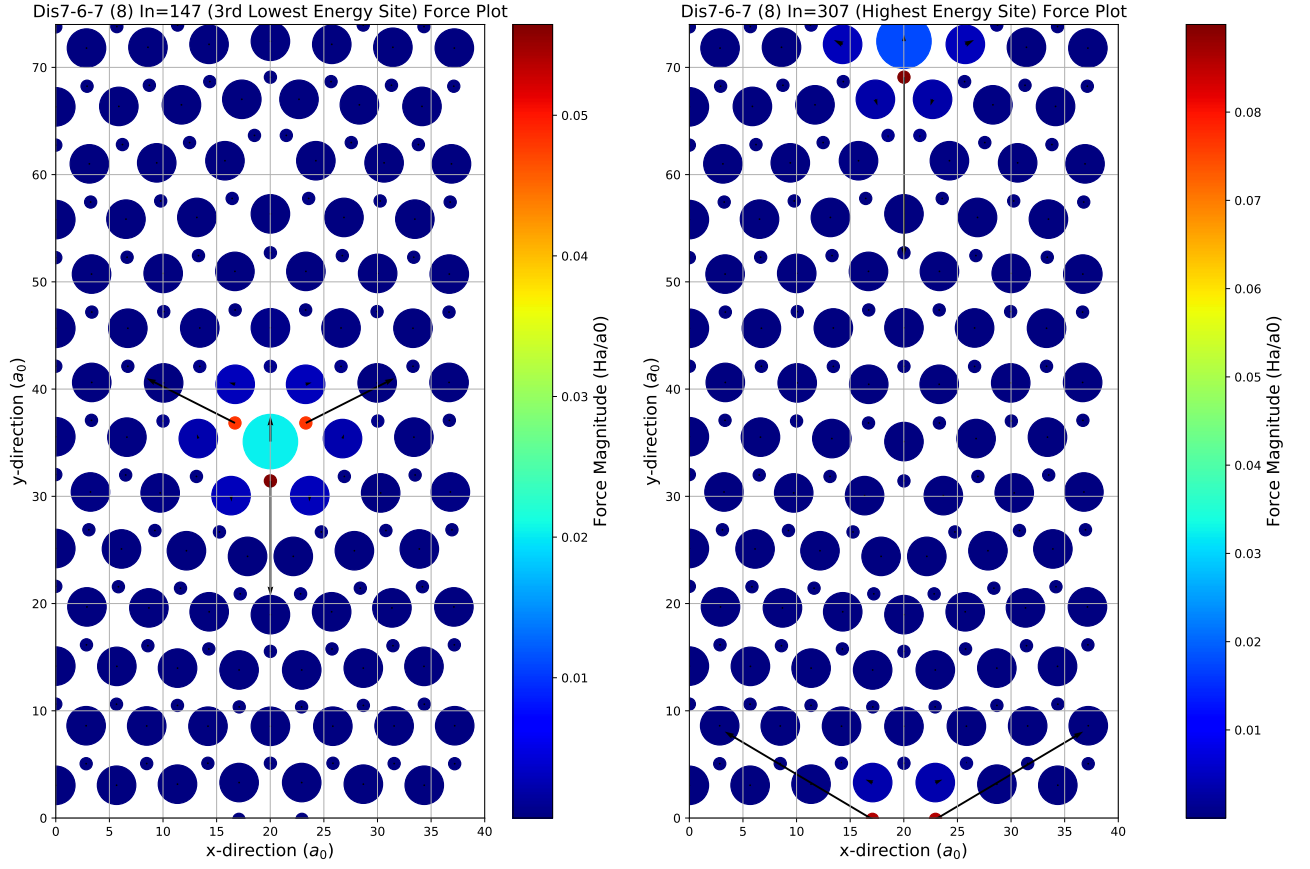 Dis7-6-7 (8) In=147 (3rd Lowest Energy Site) Force Plot
70
60
50
40
30
20
10
0
y-direction (a0)
0 5 10 15 20 25 30 35 40
x-direction (a0)
0.05
0.04
0.03
0.02
0.01
Force Magnitude (Ha/a0)
Dis7-6-7 (8) In=307 (Highest Energy Site) Force Plot
70
60
50
40
30
20
10
0
y-direction (a0)
0 5 10 15 20 25 30 35 40
x-direction (a0)
0.08
0.07
0.06
0.05
0.04
0.03
0.02
0.01
Force Magnitude (Ha/a0)